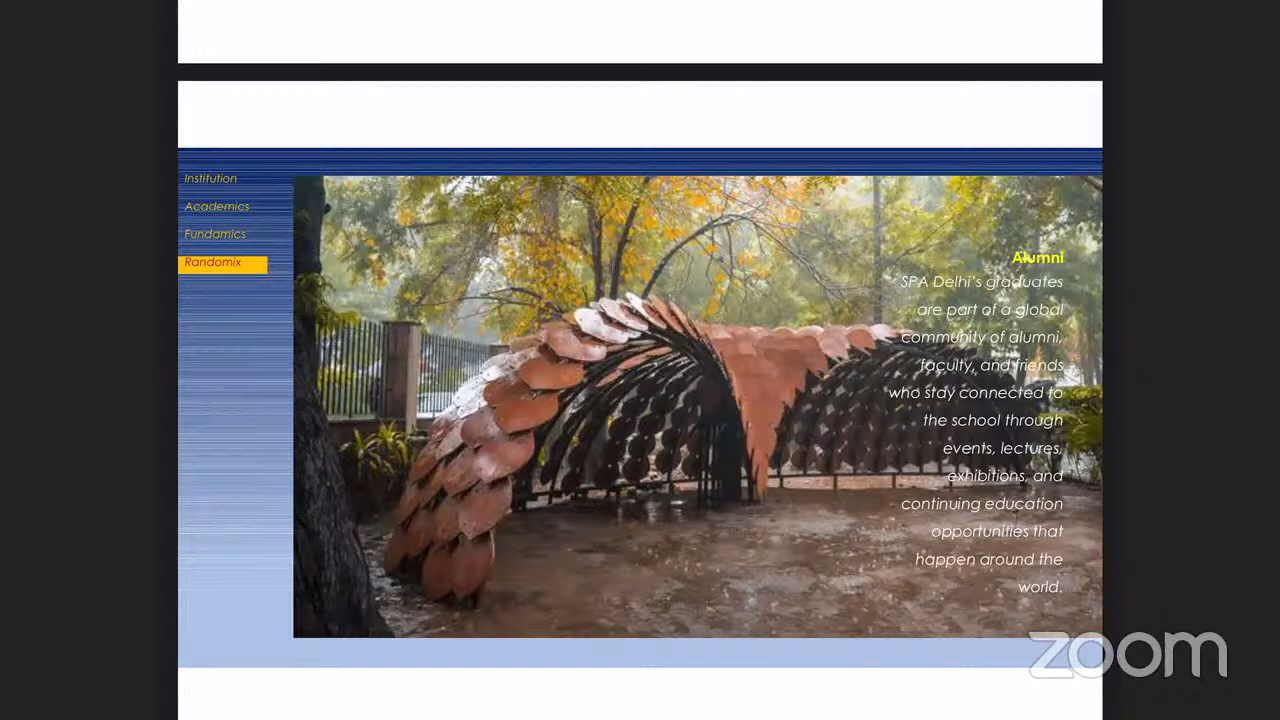 Institution
Academics
Fundamics
Randomix
Alumni
SPA Delhi's graduates
are part of a global
community of alumni,
faculty, and friends
who stay connected to
the school through
events, lectures,
exhibitions, and
continuing education
opportunities that
happen around the
world.
zoom